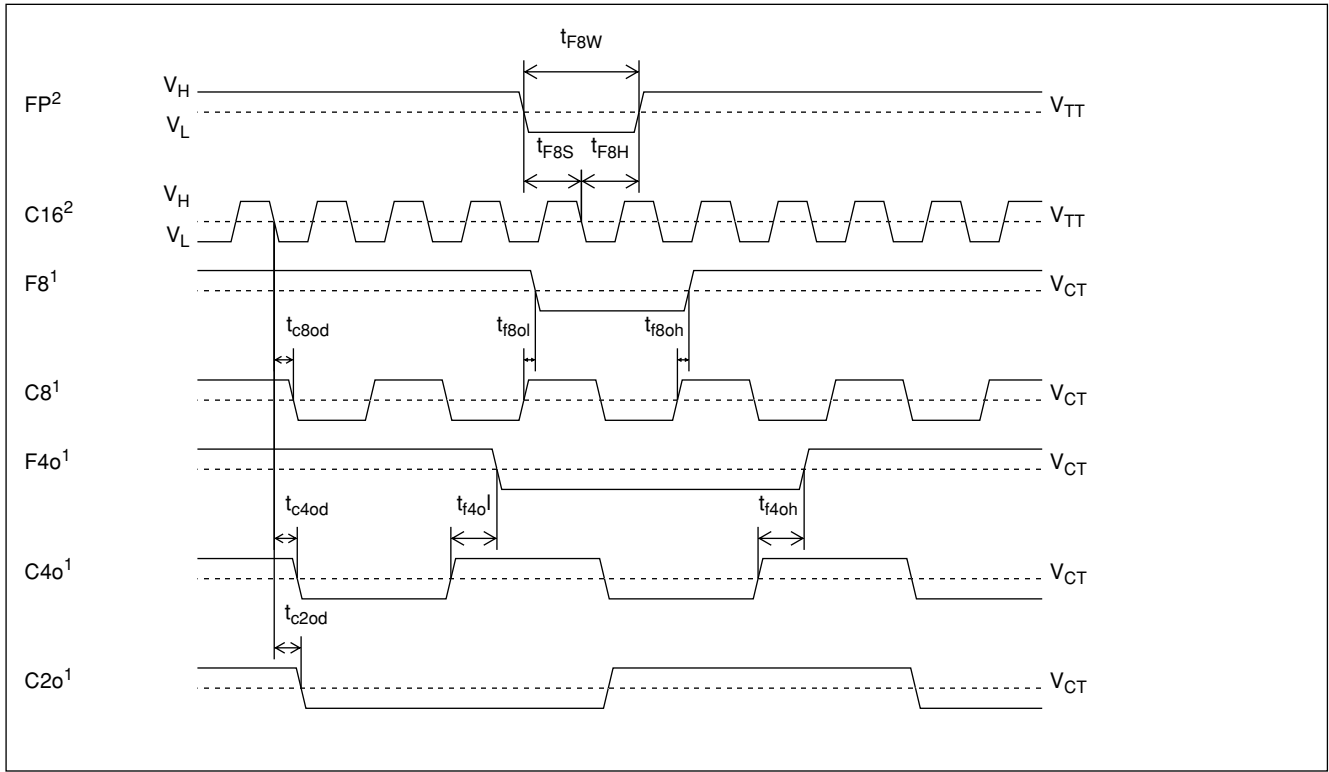 tF8W
VH
FP²
VTT
VL
tF8S tF8H
VH
C16²
VTT
VL
F8¹
VCT
tc8od tf8ol tf8oh
C8¹
VCT
F4o¹
VCT
tc4od tf4ol tf4oh
C4o¹
VCT
tc2od
C2o¹
VCT